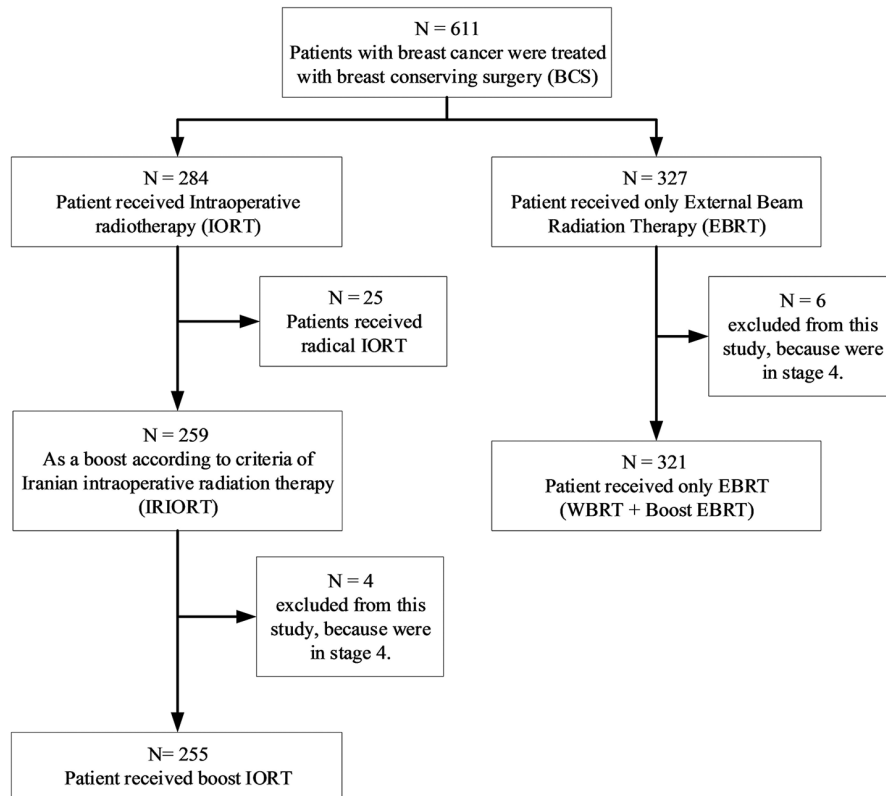 N = 611
Patients with breast cancer were treated
with breast conserving surgery (BCS)
N = 284
Patient received Intraoperative
radiotherapy (IORT)
N = 327
Patient received only External Beam
Radiation Therapy (EBRT)
N = 25
Patients received
radical IORT
N = 6
excluded from this
study, because were
in stage 4.
N = 259
As a boost according to criteria of
Iranian intraoperative radiation therapy
(IRIORT)
N = 321
Patient received only EBRT
(WBRT + Boost EBRT)
N = 4
excluded from this
study, because were
in stage 4.
N= 255
Patient received boost IORT